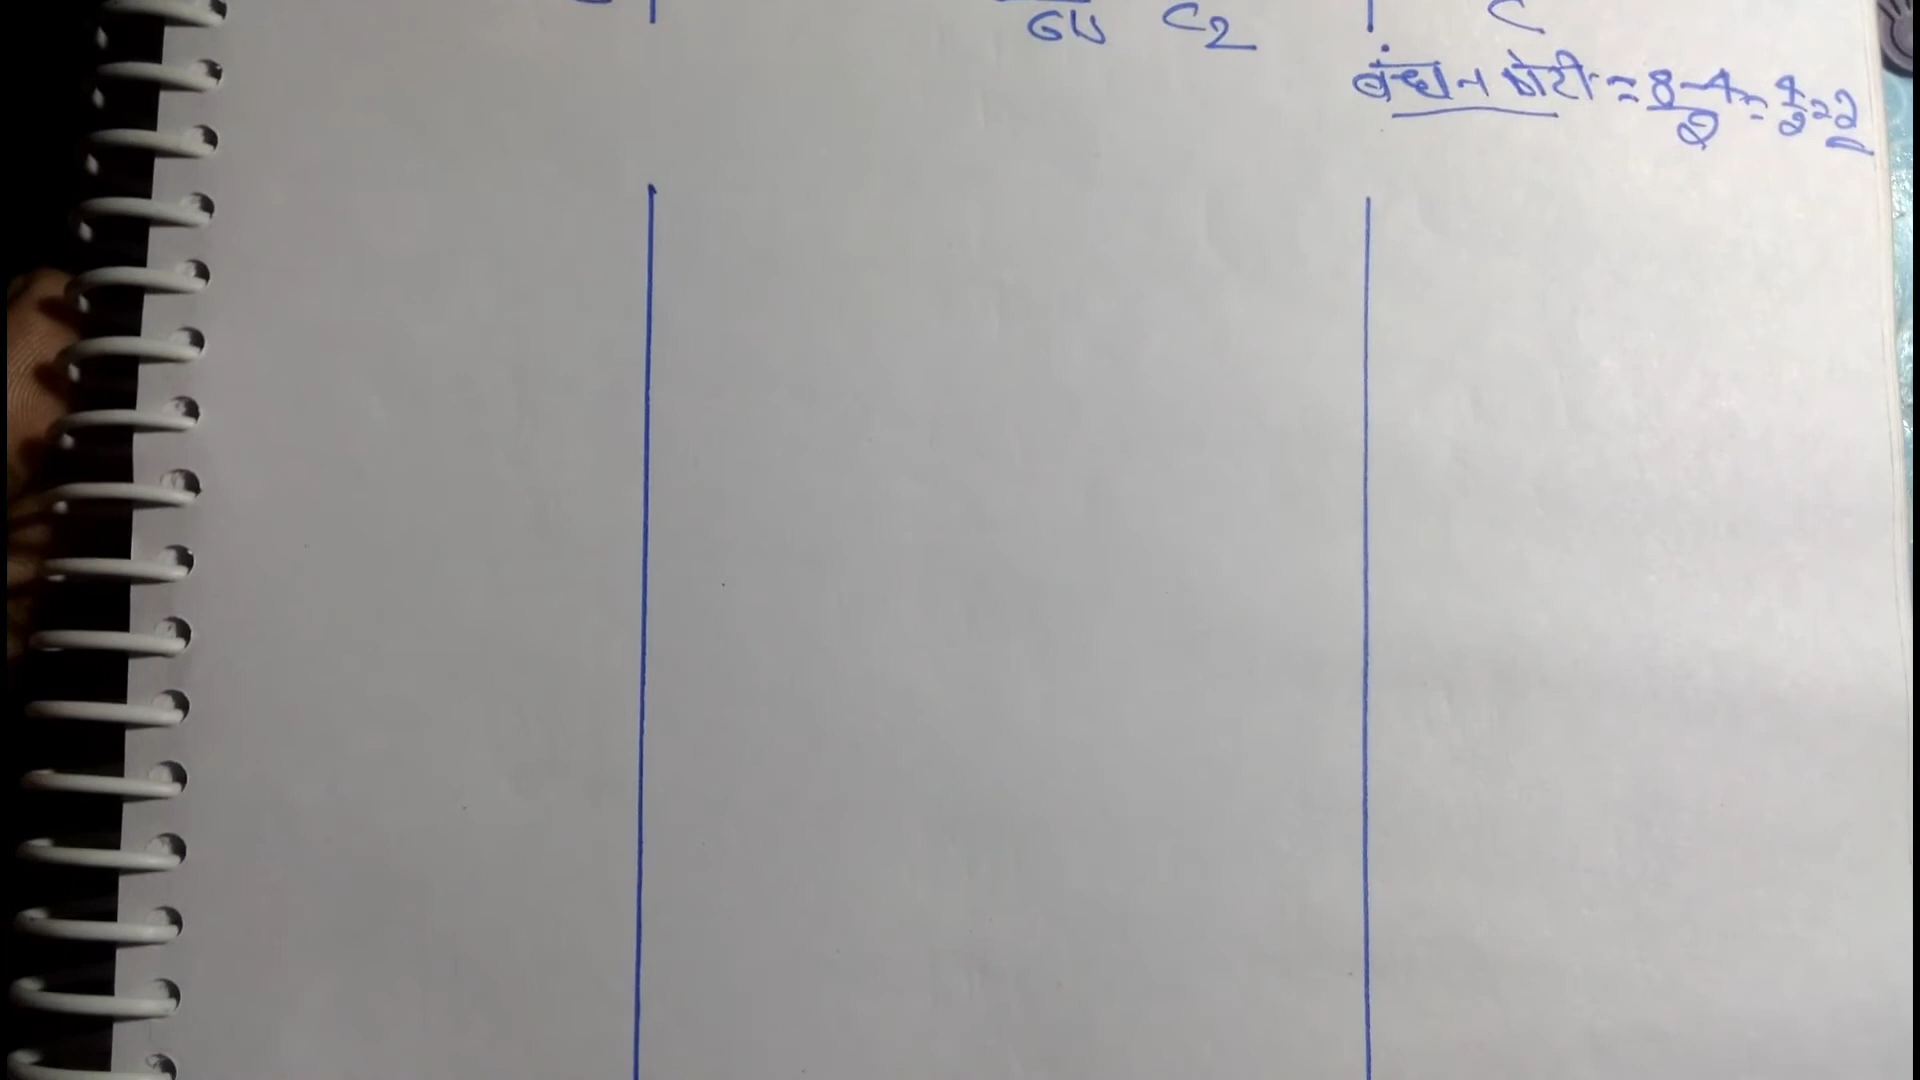 C2
C
बंधन कोटी = 8-4/2 = 4/2 = 2